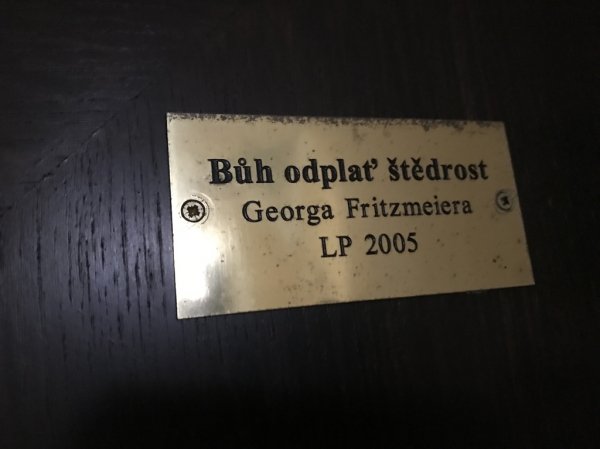 Bůh odplať štědrost
Georga Fritzmeiera
LP 2005